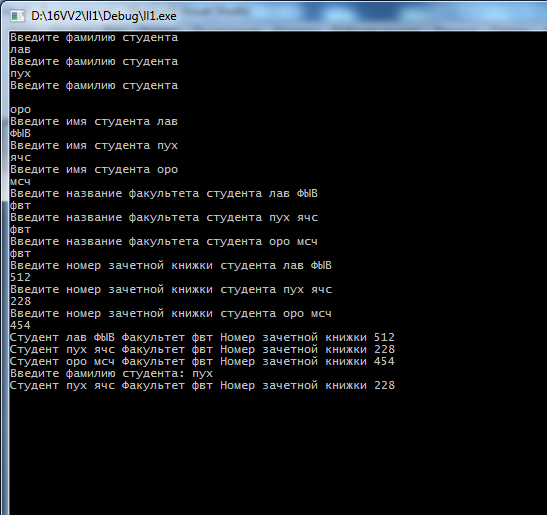 D:\16VV2\ll1\Debug\ll1.exe
Введите фамилию студента
лав
Введите фамилию студента
пух
Введите фамилию студента
оро
Введите имя студента лав
ФЫВ
Введите имя студента пух
ячс
Введите имя студента оро
мсч
Введите название факультета студента лав ФЫВ
фвт
Введите название факультета студента пух ячс
фвт
Введите название факультета студента оро мсч
фвт
Введите номер зачетной книжки студента лав ФЫВ
512
Введите номер зачетной книжки студента пух ячс
228
Введите номер зачетной книжки студента оро мсч
454
Студент лав ФЫВ Факультет фвт Номер зачетной книжки 512
Студент пух ячс Факультет фвт Номер зачетной книжки 228
Студент оро мсч Факультет фвт Номер зачетной книжки 454
Введите фамилию студента: пух
Студент пух ячс Факультет фвт Номер зачетной книжки 228